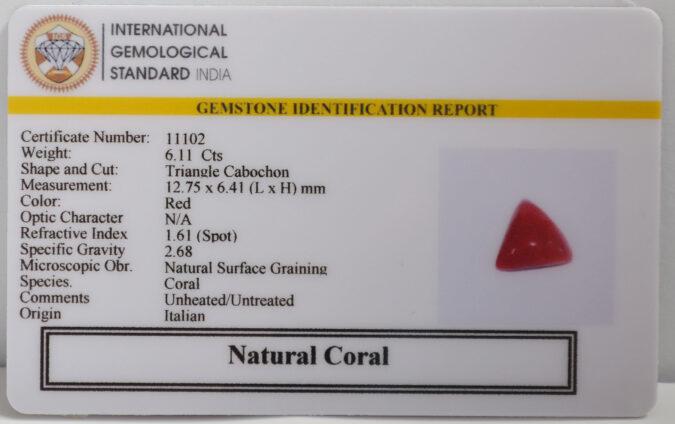 INTERNATIONAL
GEMOLOGICAL
STANDARD INDIA
GEMSTONE IDENTIFICATION REPORT
Certificate Number: 11102
Weight: 6.11 Cts
Shape and Cut: Triangle Cabochon
Measurement: 12.75 x 6.41 (L x H) mm
Color: Red
Optic Character N/A
Refractive Index 1.61 (Spot)
Specific Gravity 2.68
Microscopic Obr. Natural Surface Graining
Species. Coral
Comments Unheated/Untreated
Origin Italian
Natural Coral